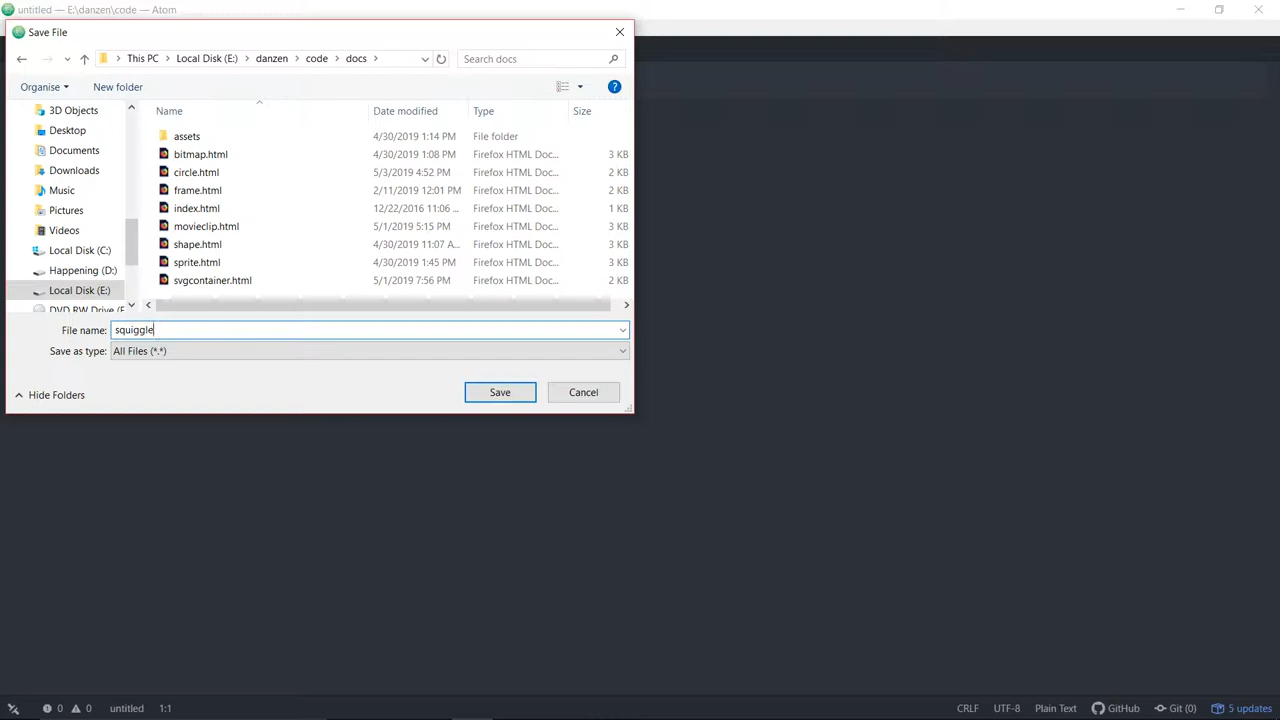 untitled — E:\danzen\code — Atom
Save File
This PC > Local Disk (E:) > danzen > code > docs >
Search docs
Organise
New folder
?
Name Date modified Type Size
3D Objects
Desktop
Documents
Downloads
Music
Pictures
Videos
Local Disk (C:)
Happening (D:)
Local Disk (E:)
DVD RW Drive (F
assets 4/30/2019 1:14 PM File folder
bitmap.html 4/30/2019 1:08 PM Firefox HTML Doc... 3 KB
circle.html 5/3/2019 4:52 PM Firefox HTML Doc... 2 KB
frame.html 2/11/2019 12:01 PM Firefox HTML Doc... 2 KB
index.html 12/22/2016 11:06 ... Firefox HTML Doc... 1 KB
movieclip.html 5/1/2019 5:15 PM Firefox HTML Doc... 3 KB
shape.html 4/30/2019 11:07 A... Firefox HTML Doc... 3 KB
sprite.html 4/30/2019 1:45 PM Firefox HTML Doc... 3 KB
svgcontainer.html 5/1/2019 7:56 PM Firefox HTML Doc... 2 KB
File name: squiggle
Save as type: All Files (*.*)
Hide Folders
Save
Cancel
0 0 untitled 1:1
CRLF UTF-8 Plain Text GitHub Git (0) 5 updates